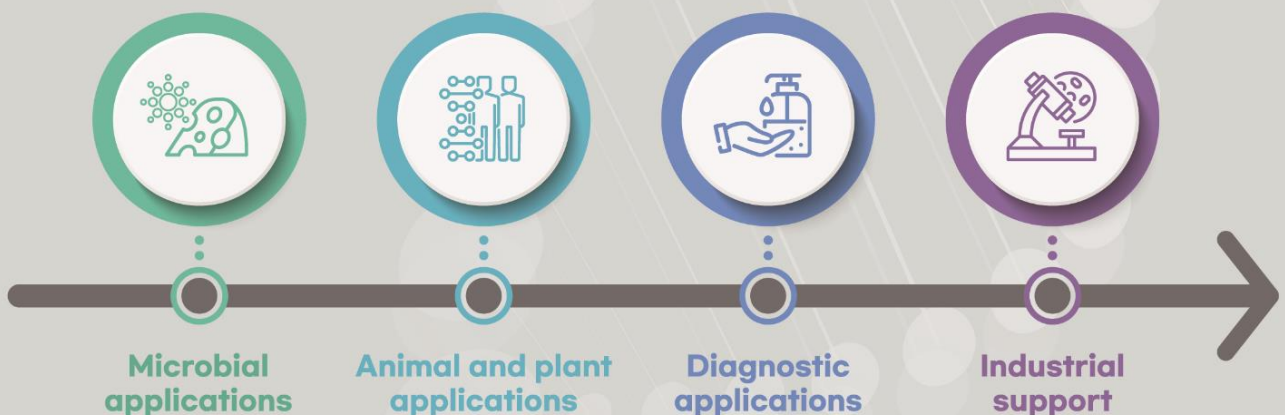 Microbial
applications
Animal and plant
applications
Diagnostic
applications
Industrial
support